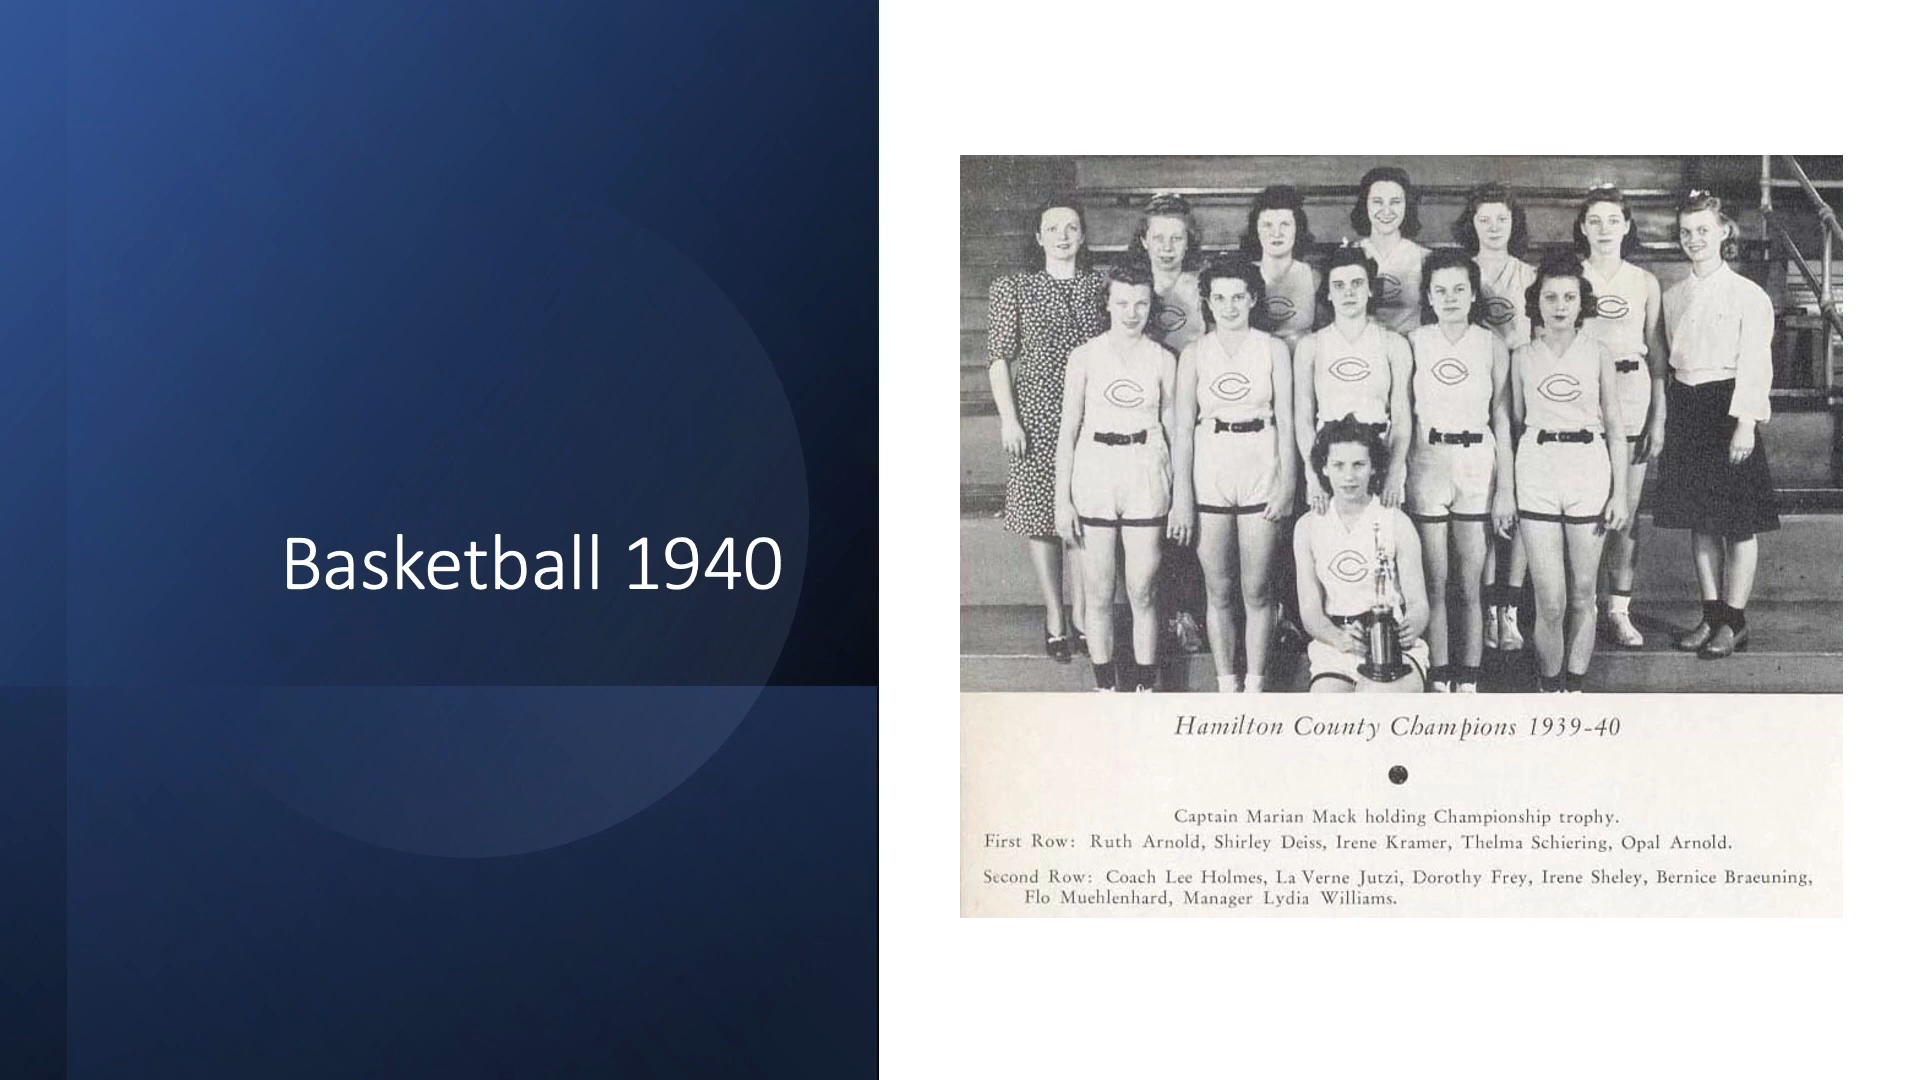 Basketball 1940
C
C
C
C
C
C
C
C
C
C
C
Hamilton County Champions 1939-40
Captain Marian Mack holding Championship trophy.
First Row: Ruth Arnold, Shirley Deiss, Irene Kramer, Thelma Schiering, Opal Arnold.
Second Row: Coach Lee Holmes, La Verne Jutzi, Dorothy Frey, Irene Sheley, Bernice Braeuning,
Flo Muehlenhard, Manager Lydia Williams.